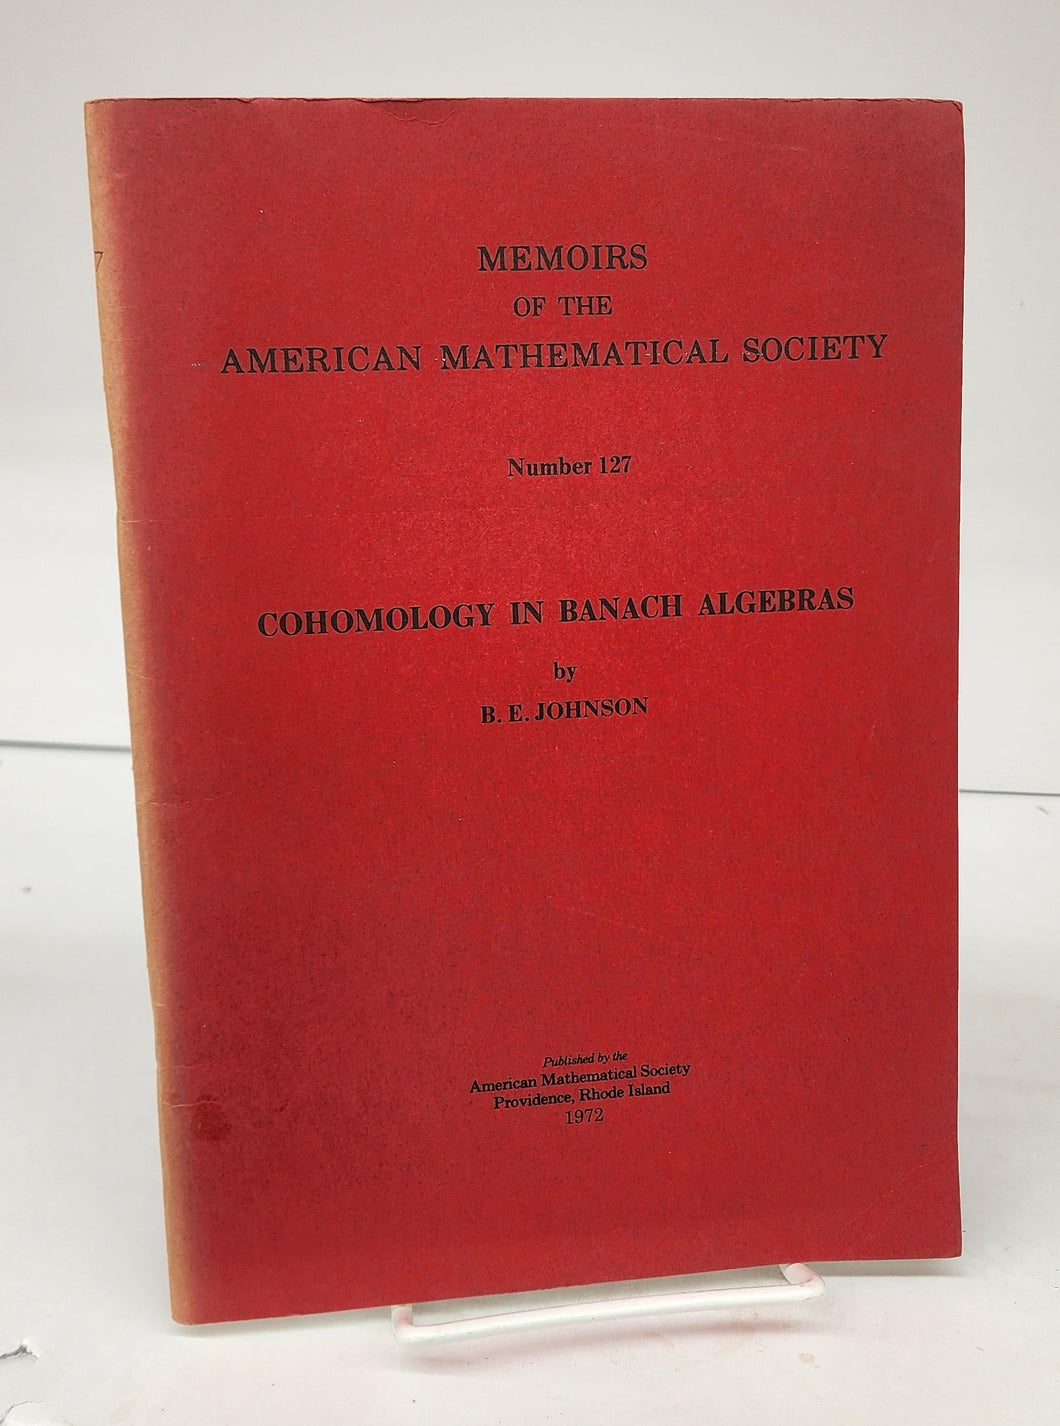 MEMOIRS
OF THE
AMERICAN MATHEMATICAL SOCIETY
Number 127
COHOMOLOGY IN BANACH ALGEBRAS
by
B. E. JOHNSON
Published by the
American Mathematical Society
Providence, Rhode Island
1972